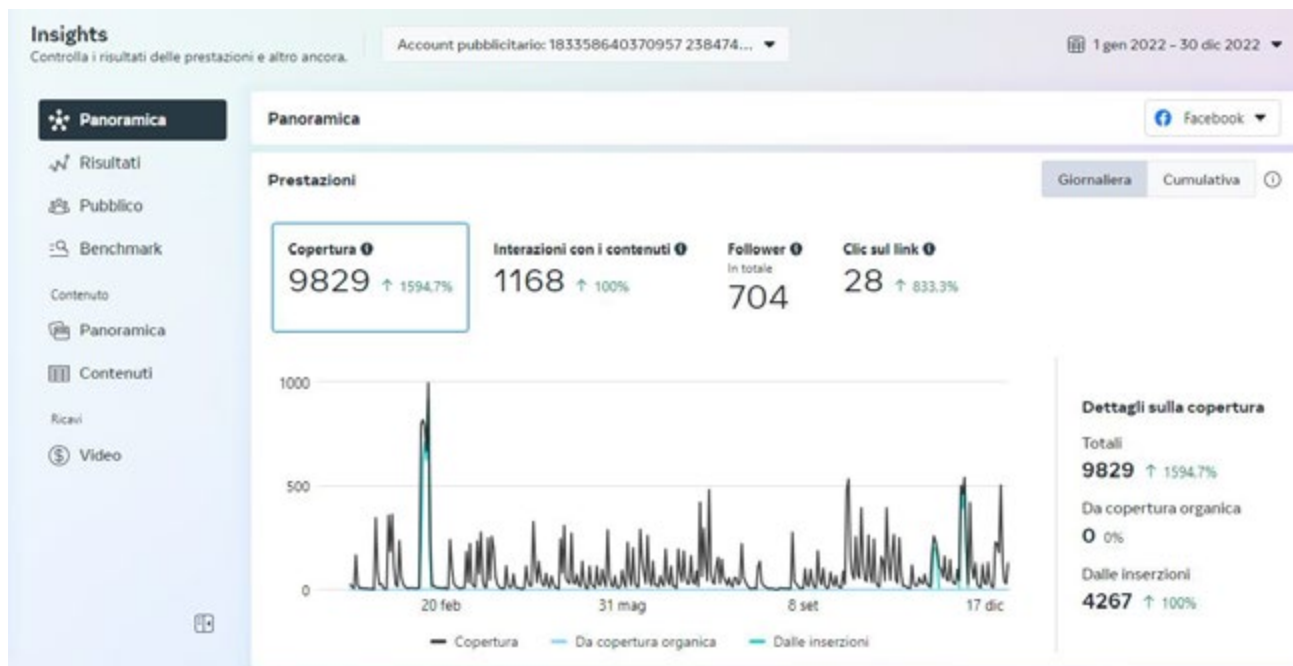 Insights
Controlla i risultati delle prestazioni e altro ancora.
Account pubblicitario: 183358640370957 238474...
1 gen 2022 – 30 dic 2022
Panoramica
Risultati
Pubblico
Benchmark
Contenuto
Panoramica
Contenuti
Ricavi
Video
Panoramica
Facebook
Prestazioni
Giornaliera
Cumulativa
Copertura
9829 ↑ 1594,7%
Interazioni con i contenuti
1168 ↑ 100%
Follower
In totale
704
Clic sul link
28 ↑ 833.3%
1000
500
0
20 feb
31 mag
8 set
17 dic
Copertura
Da copertura organica
Dalle inserzioni
Dettagli sulla copertura
Totali
9829 ↑ 1594.7%
Da copertura organica
0 0%
Dalle inserzioni
4267 ↑ 100%